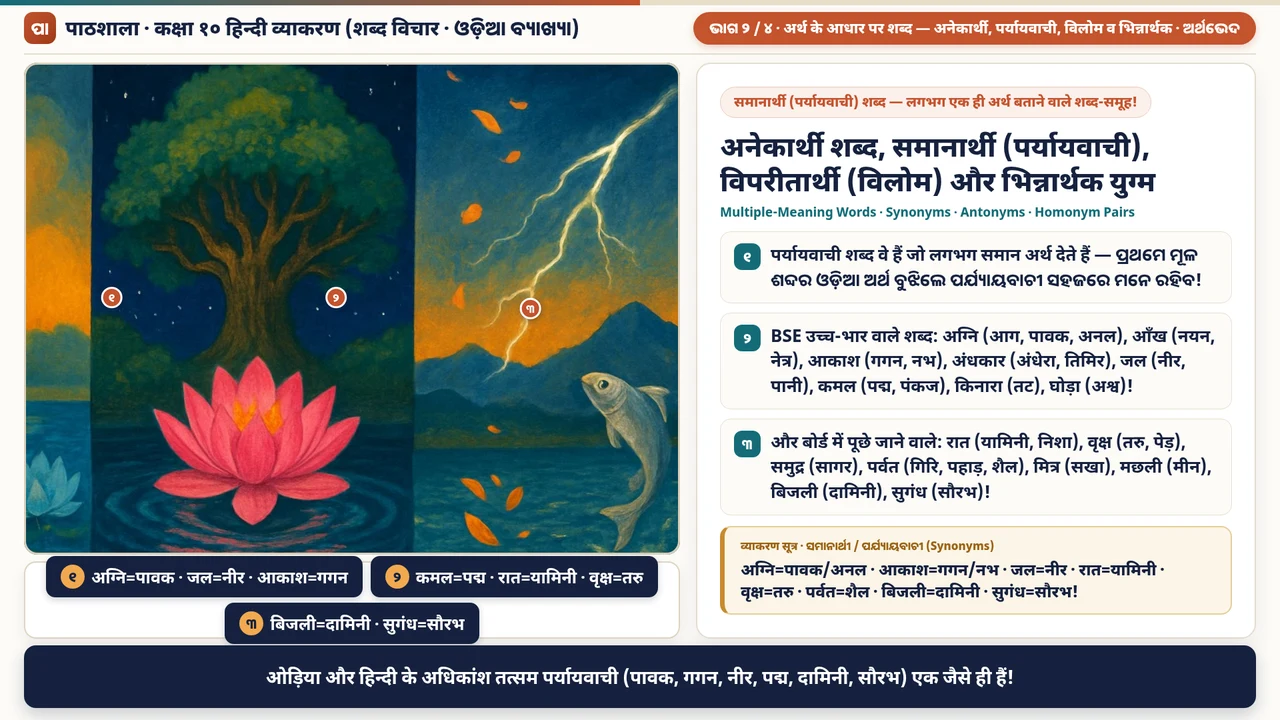 ପା पाठशाला · कक्षा १० हिन्दी व्याकरण (शब्द विचार · ଓଡ଼ିଆ ବ୍ୟାଖ୍ୟା)
ଭାଗ ୨ / ୪ · अर्थ के आधार पर शब्द — अनेकार्थी, पर्यायवाची, विलोम व भिन्नार्थक · ଅର୍ଥଭେଦ
समानार्थी (पर्यायवाची) शब्द — लगभग एक ही अर्थ बताने वाले शब्द-समूह!
अनेकार्थी शब्द, समानार्थी (पर्यायवाची),
विपरीतार्थी (विलोम) और भिन्नार्थक युग्म
Multiple-Meaning Words · Synonyms · Antonyms · Homonym Pairs
୧ पर्यायवाची शब्द वे हैं जो लगभग समान अर्थ देते हैं — ପ୍ରଥମେ ମୂଳ
ଶବ୍ଦର ଓଡ଼ିଆ ଅର୍ଥ ବୁଝିଲେ ପର୍ଯ୍ୟାୟବାଚୀ ସହଜରେ ମନେ ରହିବ!
୨ BSE उच्च-भार वाले शब्द: अग्नि (आग, पावक, अनल), आँख (नयन,
नेत्र), आकाश (गगन, नभ), अंधकार (अंधेरा, तिमिर), जल (नीर,
पानी), कमल (पद्म, पंकज), किनारा (तट), घोड़ा (अश्व)!
୩ और बोर्ड में पूछे जाने वाले: रात (यामिनी, निशा), वृक्ष (तरु, पेड़),
समुद्र (सागर), पर्वत (गिरि, पहाड़, शैल), मित्र (सखा), मछली (मीन),
बिजली (दामिनी), सुगंध (सौरभ)!
व्याकरण सूत्र · ସମାନାର୍ଥୀ / ପର୍ଯ୍ୟାୟବାଚୀ (Synonyms)
अग्नि=पावक/अनल · आकाश=गगन/नभ · जल=नीर · रात=यामिनी ·
वृक्ष=तरु · पर्वत=शैल · बिजली=दामिनी · सुगंध=सौरभ!
୧
୨
୩
୧ अग्नि=पावक · जल=नीर · आकाश=गगन
୨ कमल=पद्म · रात=यामिनी · वृक्ष=तरु
୩ बिजली=दामिनी · सुगंध=सौरभ
ओड़िया और हिन्दी के अधिकांश तत्सम पर्यायवाची (पावक, गगन, नीर, पद्म, दामिनी, सौरभ) एक जैसे ही हैं!